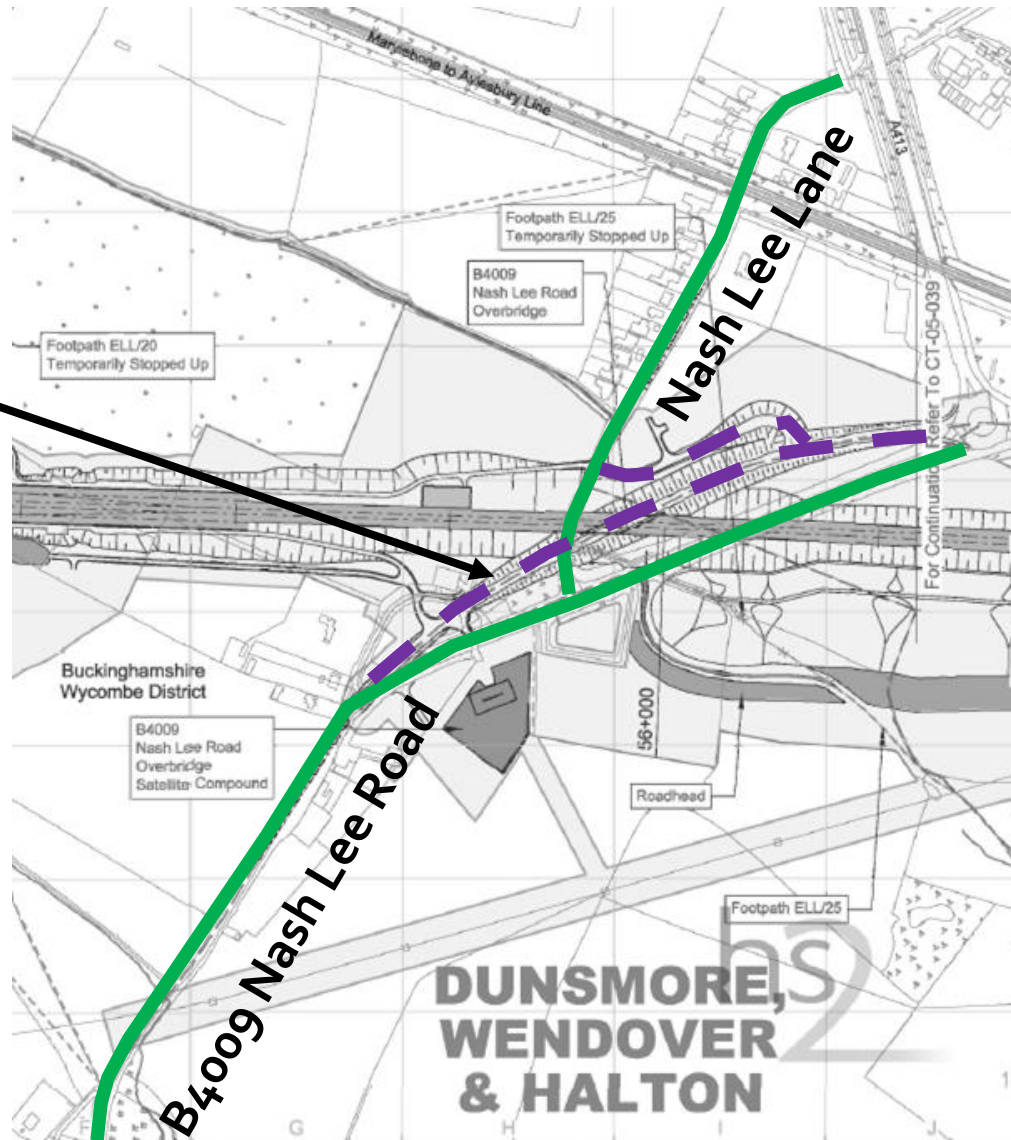 Marylebone to Aylesbury Line
A413
Nash Lee Lane
Footpath ELL/25
Temporarily Stopped Up
B4009
Nash Lee Road
Overbridge
Footpath ELL/20
Temporarily Stopped Up
For Continuation Refer To CT-05-039
Buckinghamshire
Wycombe District
B4009
Nash Lee Road
Overbridge
Satellite Compound
B4009 Nash Lee Road
56+000
Roadhead
Footpath ELL/25
hs2
DUNSMORE,
WENDOVER
& HALTON
F
G
H
I
J
1